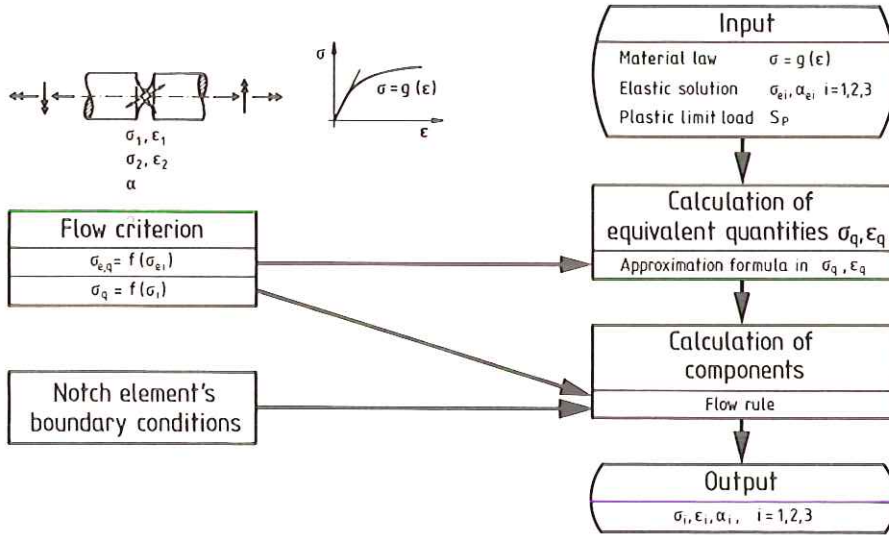 σ
σ = g (ε)
ε
σ₁, ε₁
σ₂, ε₂
α
Flow criterion
σe,q = f (σei)
σq = f (σi)
Notch element's
boundary conditions
Input
Material law σ = g (ε)
Elastic solution σei, αei i = 1,2,3
Plastic limit load Sp
Calculation of
equivalent quantities σq, εq
Approximation formula in σq, εq
Calculation of
components
Flow rule
Output
σi, εi, αi, i = 1,2,3